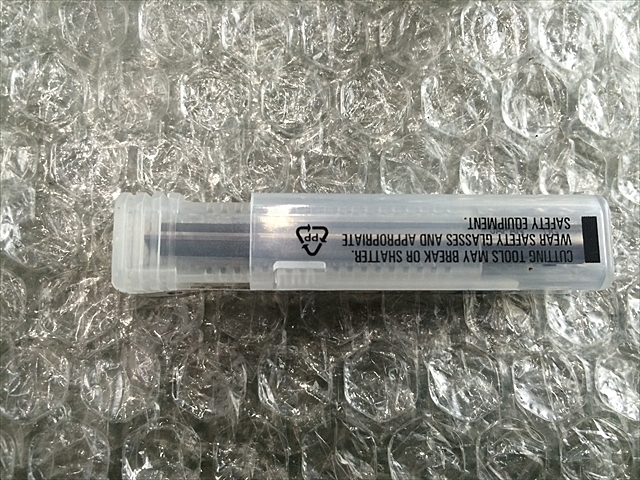 CUTTING TOOLS MAY BREAK OR SHATTER.
WEAR SAFETY GLASSES AND APPROPRIATE
SAFETY EQUIPMENT.
PP